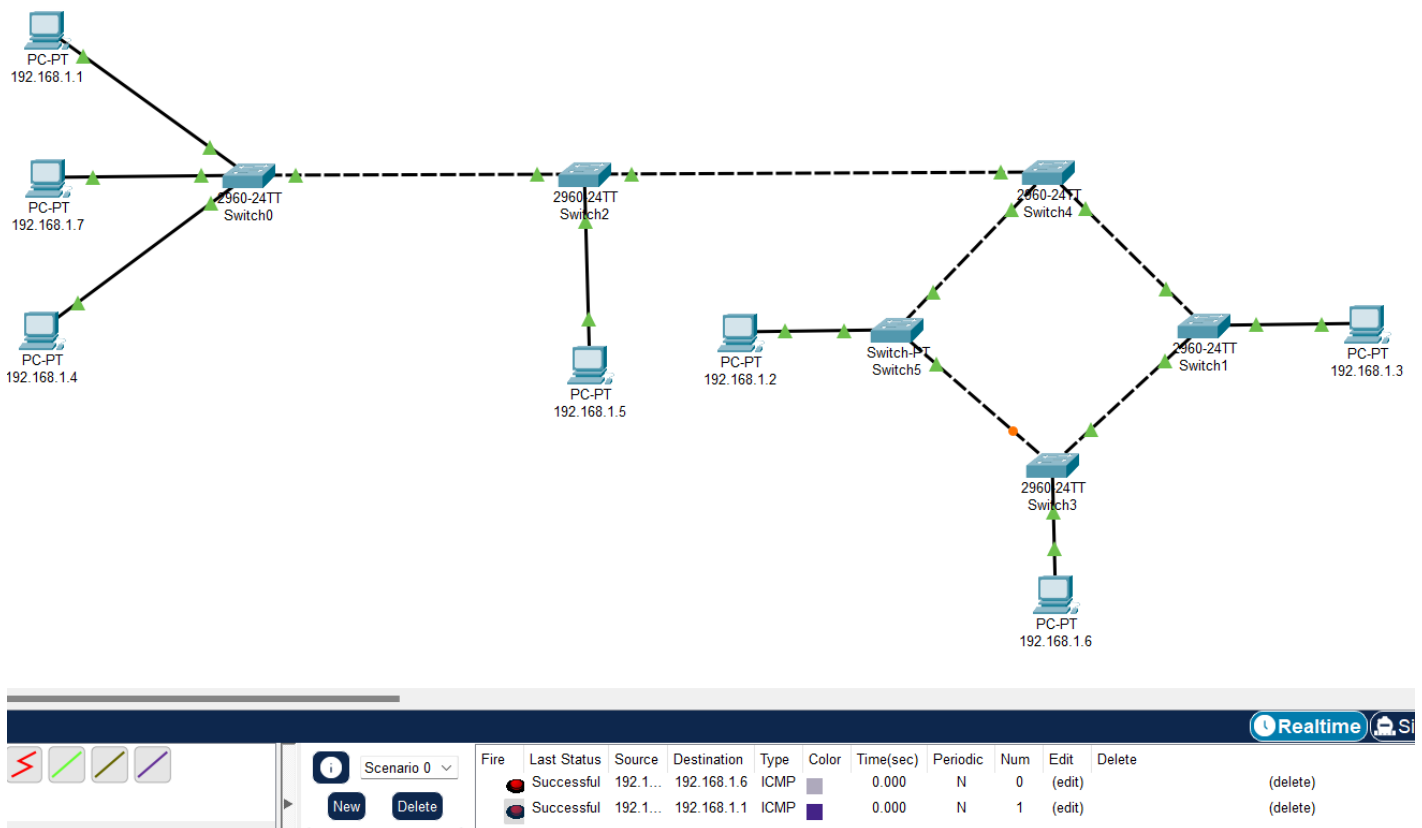 PC-PT
192.168.1.1
PC-PT
192.168.1.7
2960-24TT
Switch0
PC-PT
192.168.1.4
2960-24TT
Switch2
PC-PT
192.168.1.5
2960-24TT
Switch4
PC-PT
192.168.1.2
Switch-PT
Switch5
2960-24TT
Switch1
PC-PT
192.168.1.3
2960-24TT
Switch3
PC-PT
192.168.1.6
Realtime
Si
Scenario 0
New Delete
Fire Last Status Source Destination Type Color Time(sec) Periodic Num Edit Delete
Successful 192.1... 192.168.1.6 ICMP 0.000 N 0 (edit) (delete)
Successful 192.1... 192.168.1.1 ICMP 0.000 N 1 (edit) (delete)